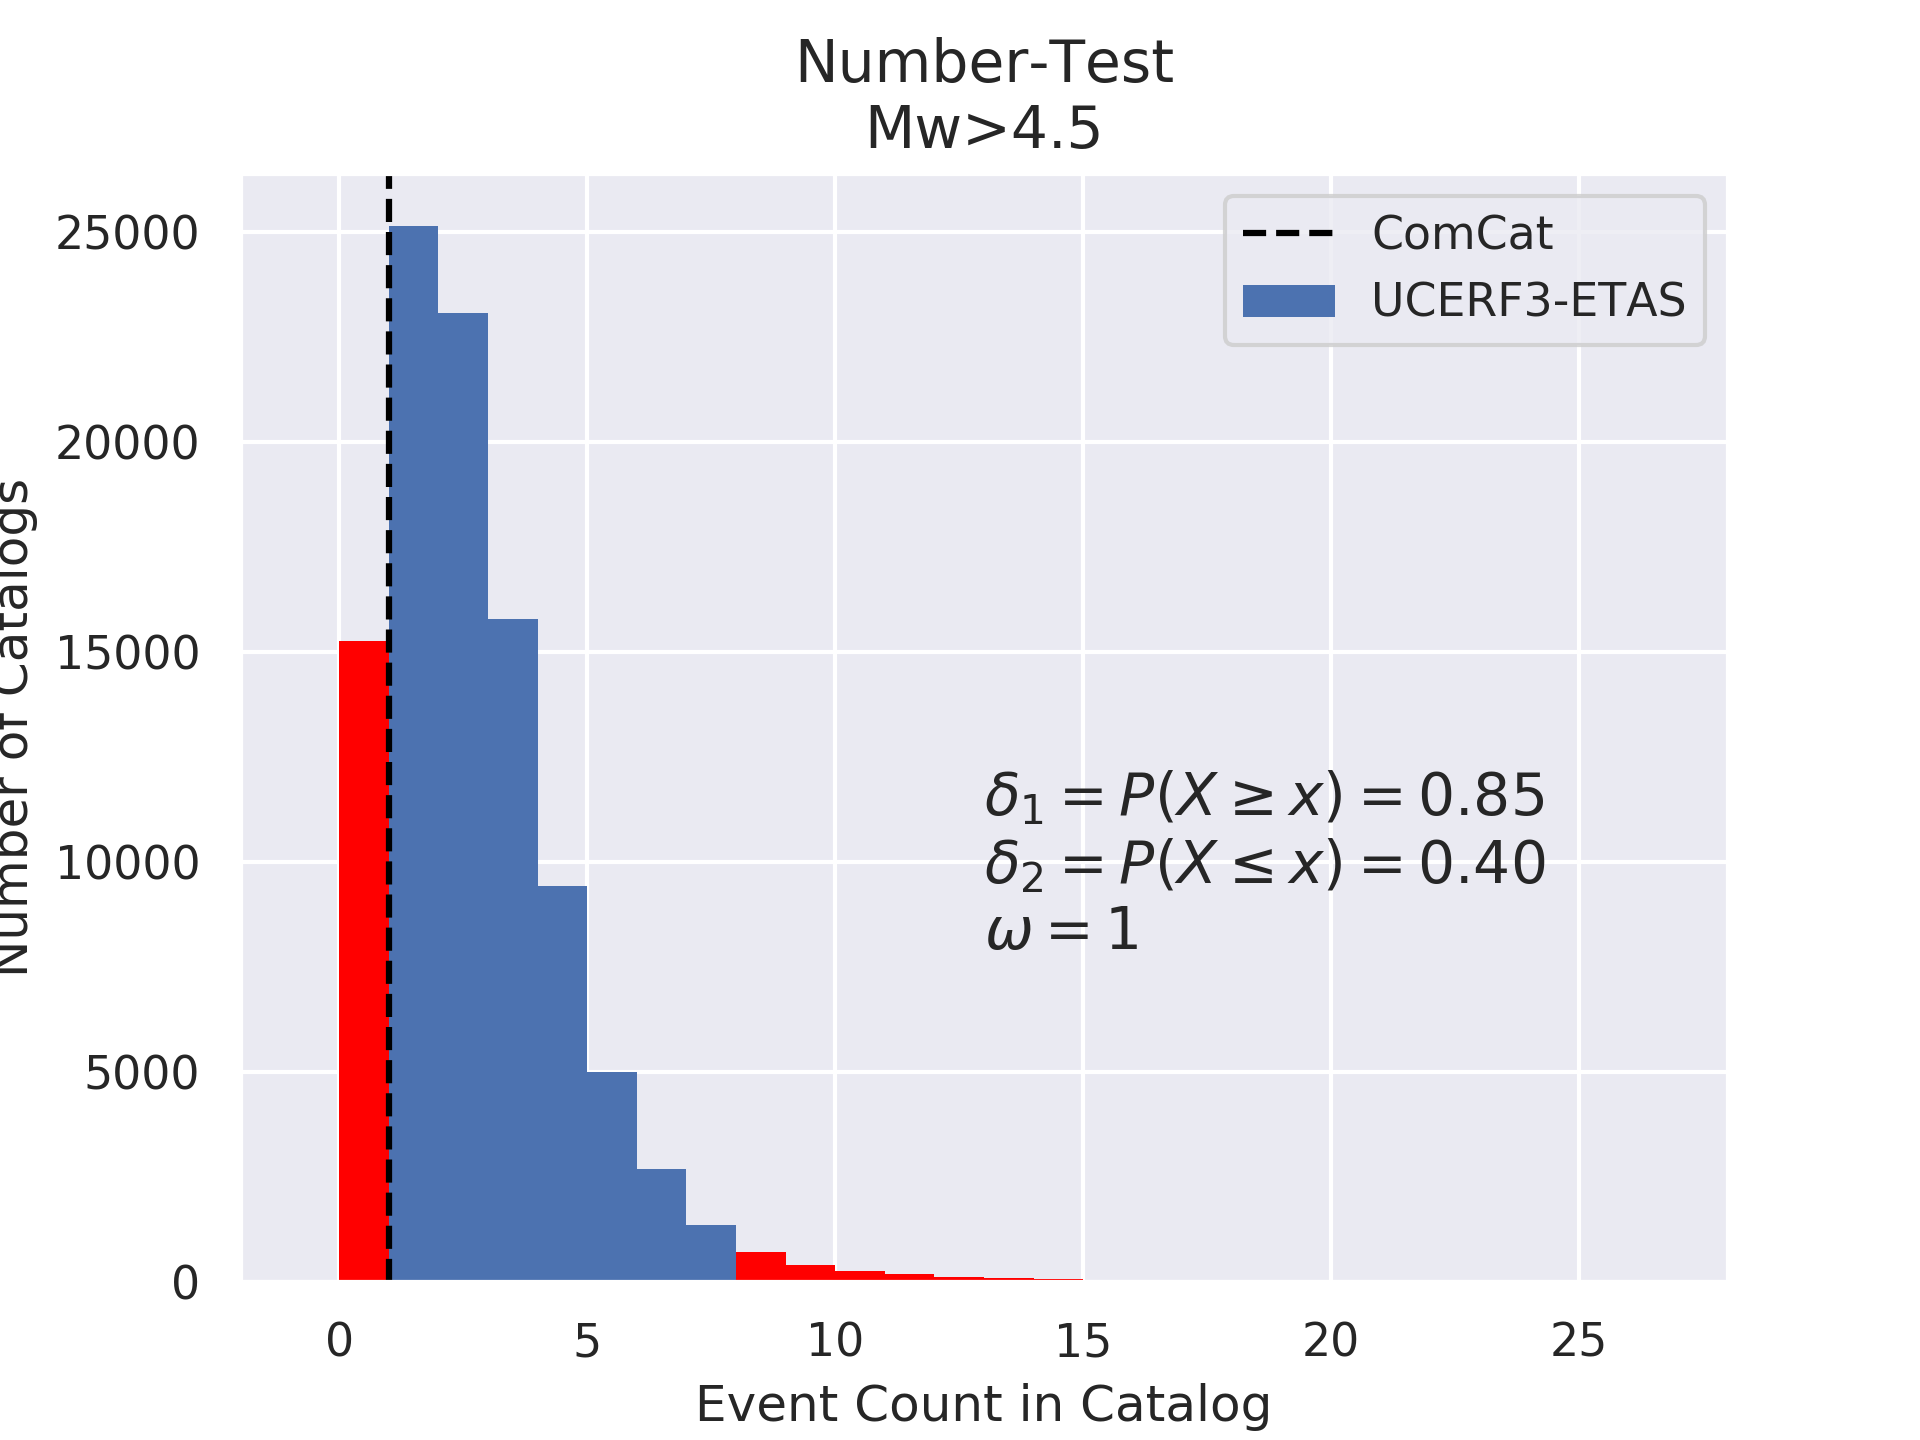 Number-Test
Mw>4.5
ComCat
UCERF3-ETAS
25000
20000
15000
10000
5000
0
Number of Catalogs
δ₁ = P(X ≥ x) = 0.85
δ₂ = P(X ≤ x) = 0.40
ω = 1
0 5 10 15 20 25
Event Count in Catalog